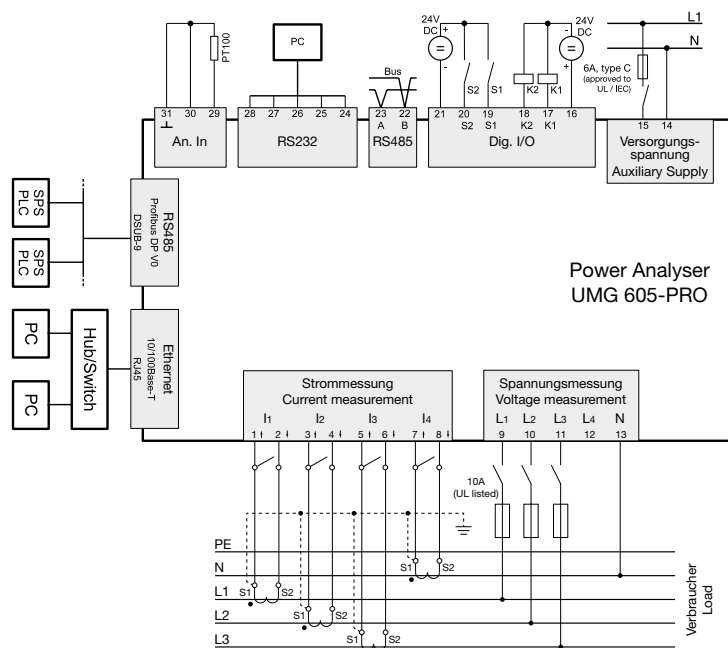 24V
DC
24V
DC
L1
N
PT100
PC
Bus
+
-
S2
S1
K2
K1
-
+
6A, type C
(approved to
UL / IEC)
31
30
29
28
27
26
25
24
23
22
21
20
19
18
17
16
15
14
A
B
S2
S1
K2
K1
An. In
RS232
RS485
Dig. I/O
Versorgungs-
spannung
Auxiliary Supply
SPS
PLC
SPS
PLC
RS485
Profibus DP V0
DSUB-9
Power Analyser
UMG 605-PRO
PC
PC
Hub/Switch
Ethernet
10/100Base-T
RJ45
Strommessung
Current measurement
I1
I2
I3
I4
1
2
3
4
5
6
7
8
Spannungsmessung
Voltage measurement
L1
L2
L3
L4
N
9
10
11
12
13
10A
(UL listed)
PE
N
S1
S2
L1
S1
S2
L2
S1
S2
L3
S1
S2
Verbraucher
Load